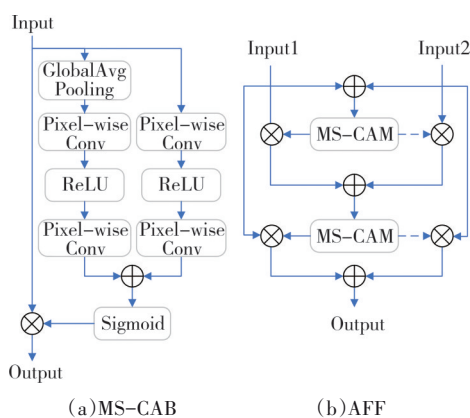 Input
GlobalAvg
Pooling
Pixel-wise
Conv
Pixel-wise
Conv
ReLU
ReLU
Pixel-wise
Conv
Pixel-wise
Conv
Sigmoid
Output
(a)MS-CAB
Input1
Input2
MS-CAM
MS-CAM
Output
(b)AFF